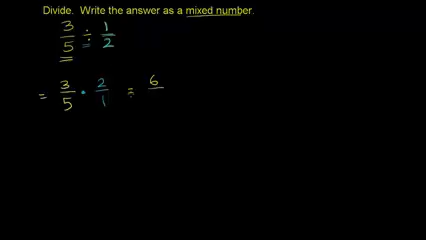 Divide. Write the answer as a mixed number.
3/5 ÷ 1/2
= 3/5 · 2/1 = 6/